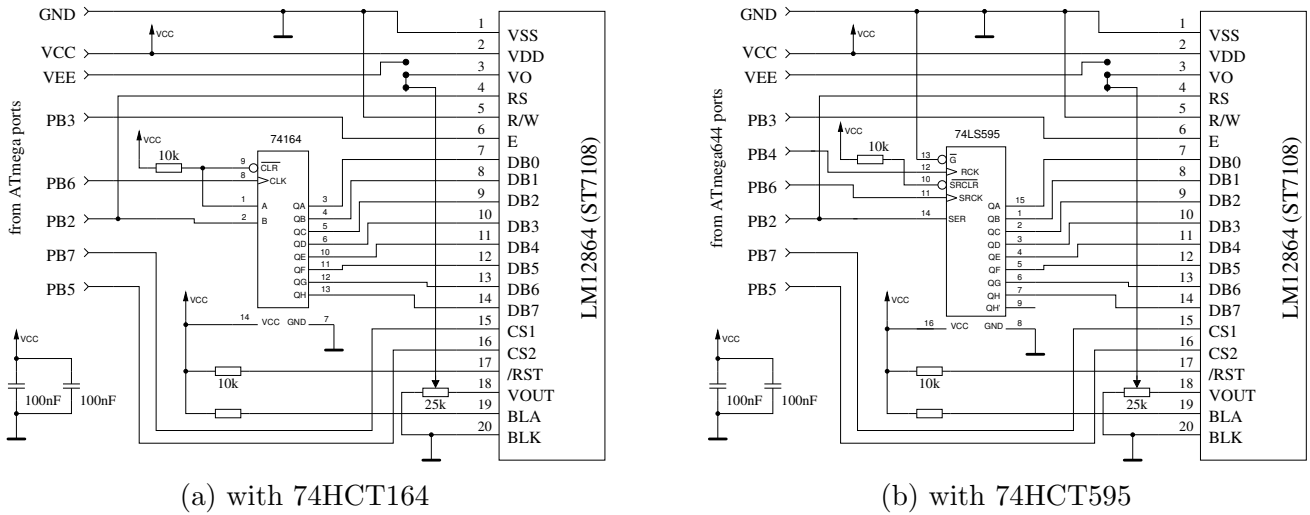 GND
VCC
VCC
VEE
from ATmega ports
PB3
PB6
PB2
PB7
PB5
VCC
10k
74164
9 CLR
8 CLK
1 A
2 B
QA 3
QB 4
QC 5
QD 6
QE 10
QF 11
QG 12
QH 13
14 VCC GND 7
VCC
10k
VCC
100nF 100nF
25k
1 VSS
2 VDD
3 VO
4 RS
5 R/W
6 E
7 DB0
8 DB1
9 DB2
10 DB3
11 DB4
12 DB5
13 DB6
14 DB7
15 CS1
16 CS2
17 /RST
18 VOUT
19 BLA
20 BLK
LM12864 (ST7108)
(a) with 74HCT164
GND
VCC
VCC
VEE
from ATmega644 ports
PB3
PB4
PB6
PB2
PB7
PB5
VCC
10k
74LS595
13 G
12 RCK
10 SRCLR
11 SRCK
14 SER
QA 15
QB 1
QC 2
QD 3
QE 4
QF 5
QG 6
QH 7
QH' 9
16 VCC GND 8
VCC
10k
VCC
100nF 100nF
25k
1 VSS
2 VDD
3 VO
4 RS
5 R/W
6 E
7 DB0
8 DB1
9 DB2
10 DB3
11 DB4
12 DB5
13 DB6
14 DB7
15 CS1
16 CS2
17 /RST
18 VOUT
19 BLA
20 BLK
LM12864 (ST7108)
(b) with 74HCT595